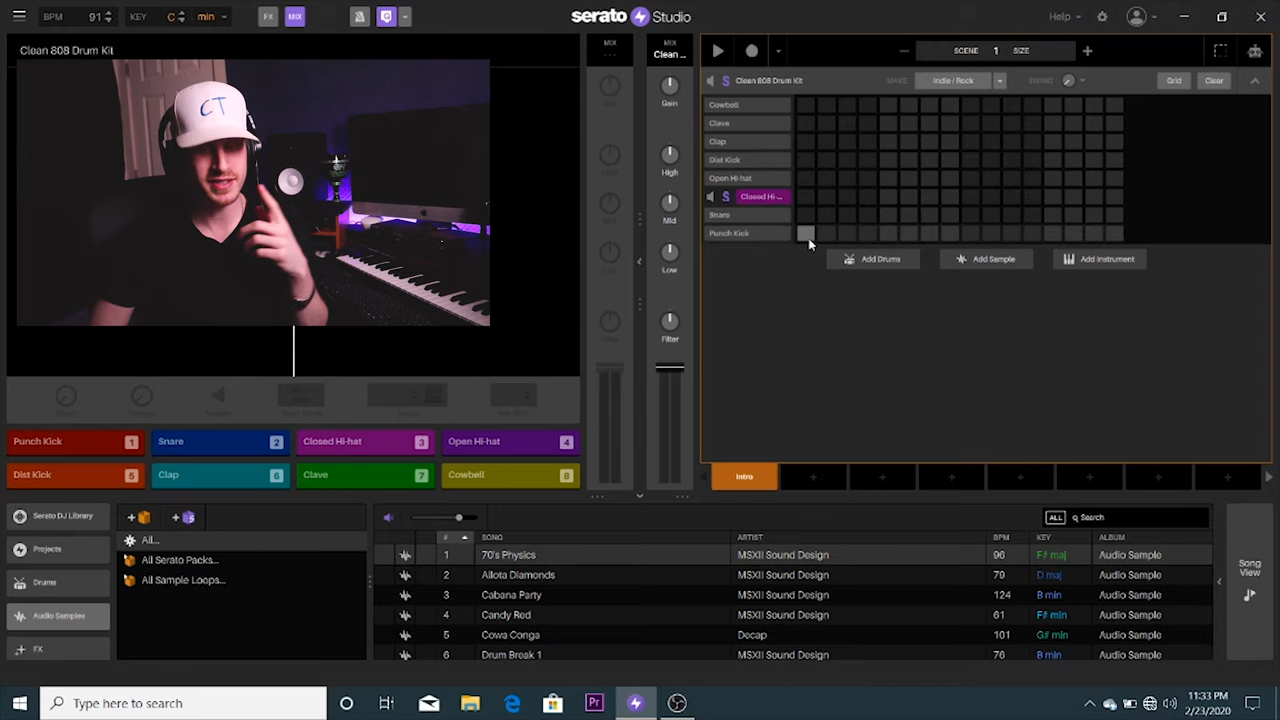 BPM 91 KEY C min FX MIX serato Studio Help
Clean 808 Drum Kit
CT
MIX MIX
Clean ...
Gain
High
Mid
Low
Filter
SCENE 1 SIZE
Clean 808 Drum Kit MAKE Indie / Rock SWING Grid Clear
Cowbell
Clave
Clap
Dist Kick
Open Hi-hat
Closed Hi-...
Snare
Punch Kick
Add Drums Add Sample Add Instrument
Punch Kick 1 Snare 2 Closed Hi-hat 3 Open Hi-hat 4
Dist Kick 5 Clap 6 Clave 7 Cowbell 8
Intro + + + + + + +
Serato DJ Library
Projects
Drums
Audio Samples
FX
All...
All Serato Packs...
All Sample Loops...
ALL Search
# SONG ARTIST BPM KEY ALBUM
1 70's Physics MSXII Sound Design 96 F# maj Audio Sample
2 Allota Diamonds MSXII Sound Design 79 D maj Audio Sample
3 Cabana Party MSXII Sound Design 124 B min Audio Sample
4 Candy Red MSXII Sound Design 61 F# min Audio Sample
5 Cowa Conga Decap 101 G# min Audio Sample
6 Drum Break 1 MSXII Sound Design 76 B min Audio Sample
Song
View
Type here to search
Pr
11:33 PM
2/23/2020